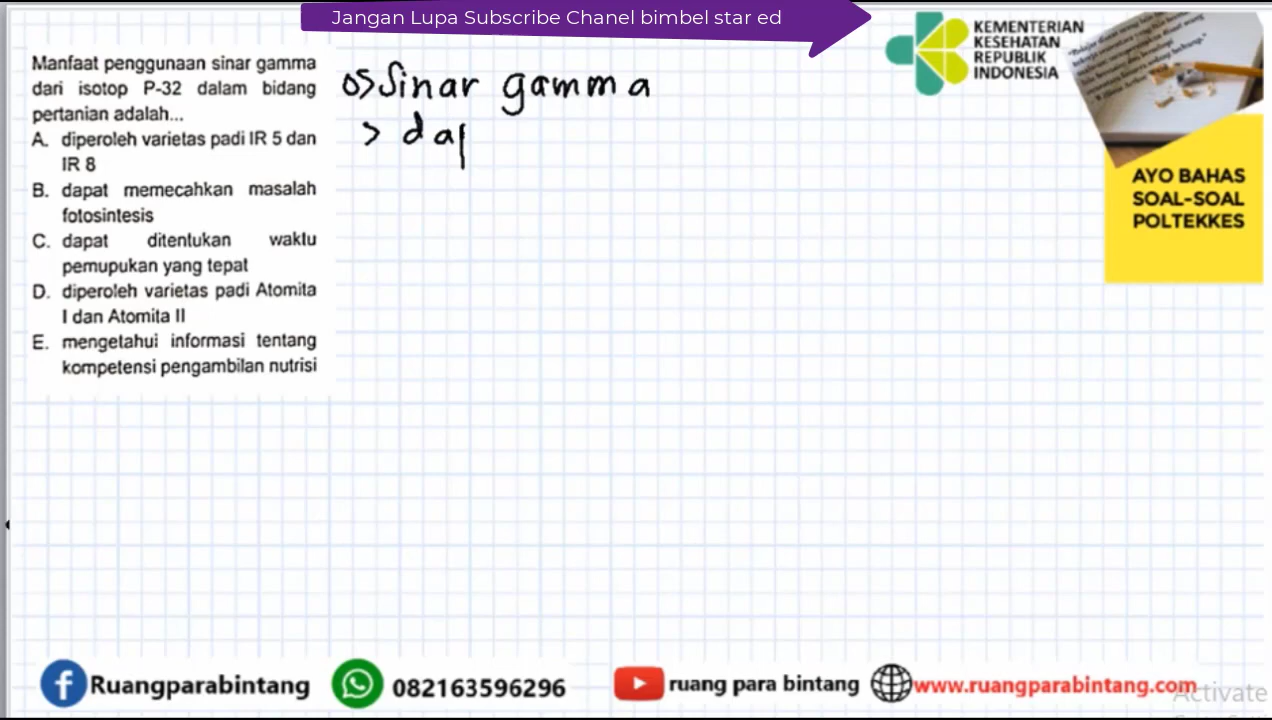 Jangan Lupa Subscribe Chanel bimbel star ed
Manfaat penggunaan sinar gamma
dari isotop P-32 dalam bidang
pertanian adalah...
A. diperoleh varietas padi IR 5 dan
IR 8
B. dapat memecahkan masalah
fotosintesis
C. dapat ditentukan waktu
pemupukan yang tepat
D. diperoleh varietas padi Atomita
I dan Atomita II
E. mengetahui informasi tentang
kompetensi pengambilan nutrisi
Sinar gamma
> dap
KEMENTERIAN
KESEHATAN
REPUBLIK
INDONESIA
AYO BAHAS
SOAL-SOAL
POLTEKKES
Ruangparabintang
082163596296
ruang para bintang
www.ruangparabintang.com
Activate